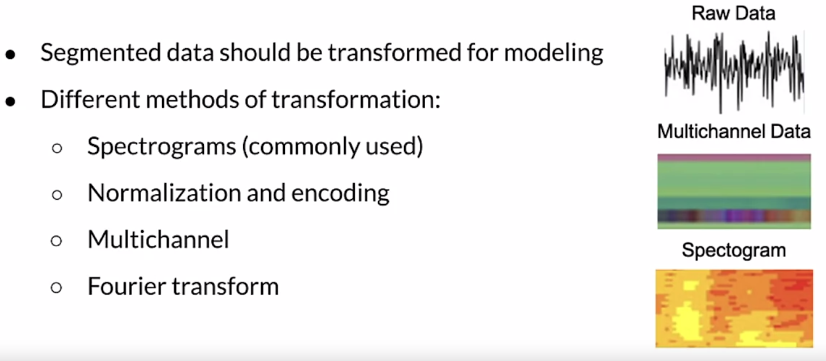 ● Segmented data should be transformed for modeling
● Different methods of transformation:
○ Spectrograms (commonly used)
○ Normalization and encoding
○ Multichannel
○ Fourier transform
Raw Data
Multichannel Data
Spectogram